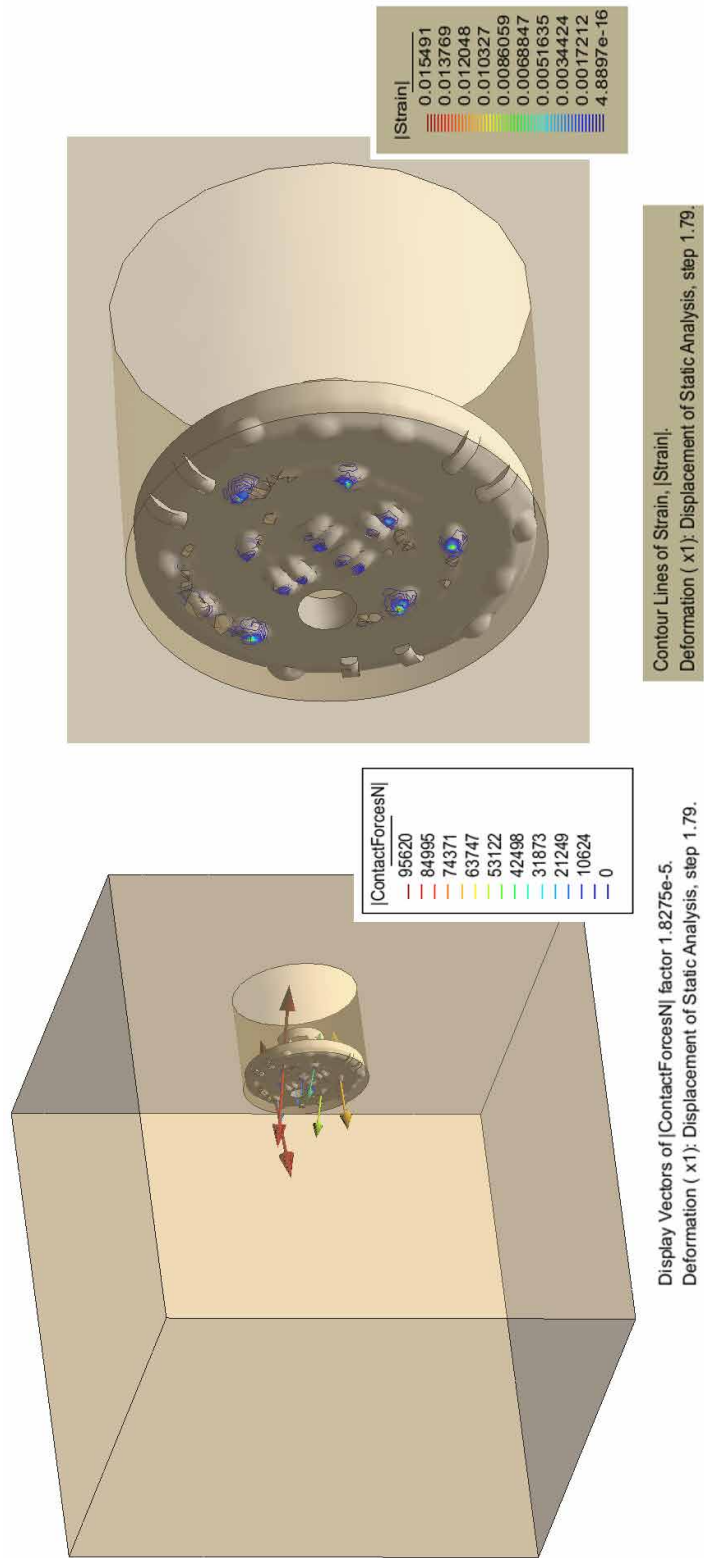 |ContactForcesN|
95620
84995
74371
63747
53122
42498
31873
21249
10624
0
Display Vectors of |ContactForcesN| factor 1.8275e-5.
Deformation ( x1): Displacement of Static Analysis, step 1.79.
|Strain|
0.015491
0.013769
0.012048
0.010327
0.0086059
0.0068847
0.0051635
0.0034424
0.0017212
4.8897e-16
Contour Lines of Strain, |Strain|.
Deformation ( x1): Displacement of Static Analysis, step 1.79.